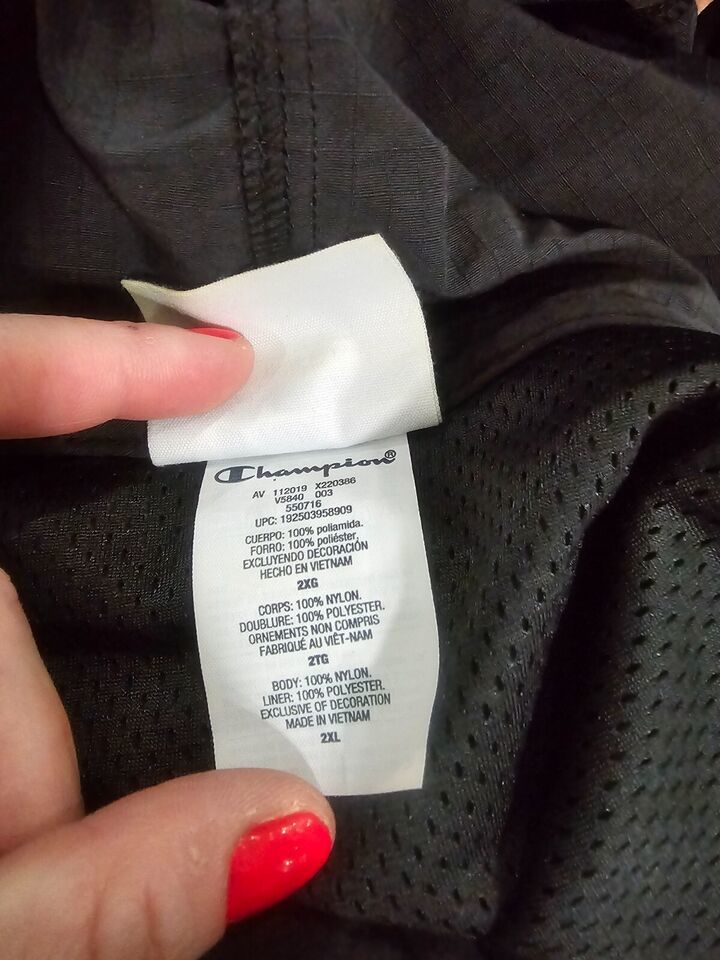 Champion®
AV 112019 X220386
V5840 003
550716
UPC: 192503958909
CUERPO: 100% poliamida.
FORRO: 100% poliéster,
EXCLUYENDO DECORACIÓN
HECHO EN VIETNAM
2XG
CORPS: 100% NYLON.
DOUBLURE: 100% POLYESTER.
ORNEMENTS NON COMPRIS
FABRIQUÉ AU VIÊT-NAM
2TG
BODY: 100% NYLON.
LINER: 100% POLYESTER.
EXCLUSIVE OF DECORATION
MADE IN VIETNAM
2XL